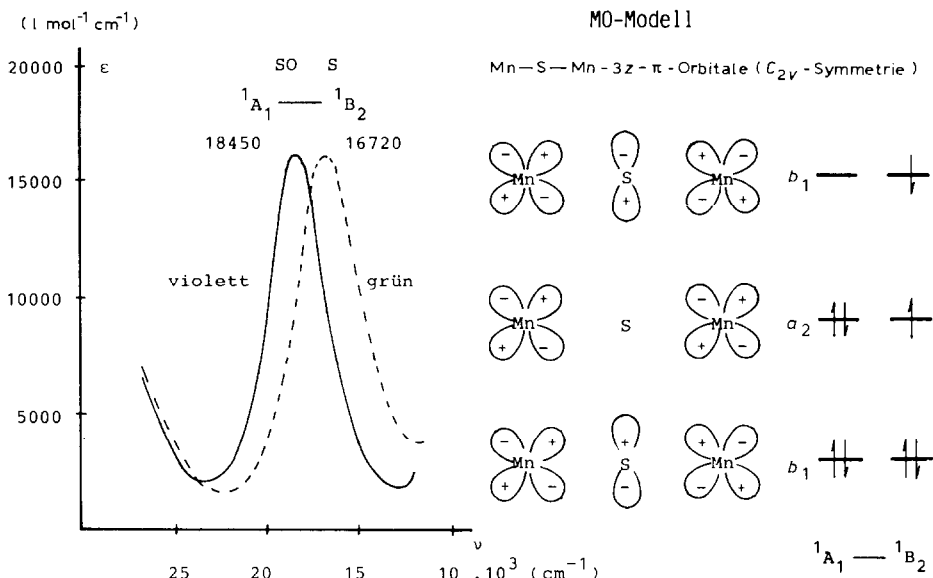 (l mol⁻¹ cm⁻¹)
MO-Modell
20000
ε
SO S
Mn—S—Mn-3z-π-Orbitale (C₂ᵥ-Symmetrie)
¹A₁ — ¹B₂
18450 16720
15000
- + - + -
Mn S Mn
+ - + - +
b₁
violett grün
10000
- + - +
Mn S Mn
+ - + -
a₂
5000
- + + + -
Mn S Mn
+ - - - +
b₁
0
ν
25 20 15 10 .10³ (cm⁻¹)
¹A₁ — ¹B₂